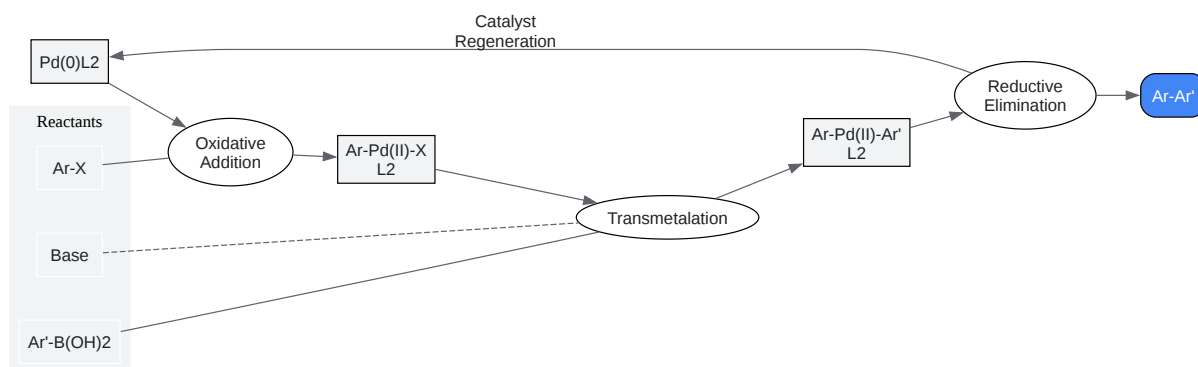 Catalyst
Regeneration
Pd(0)L2
Reactants
Ar-X
Base
Ar'-B(OH)2
Oxidative
Addition
Ar-Pd(II)-X
L2
Transmetalation
Ar-Pd(II)-Ar'
L2
Reductive
Elimination
Ar-Ar'